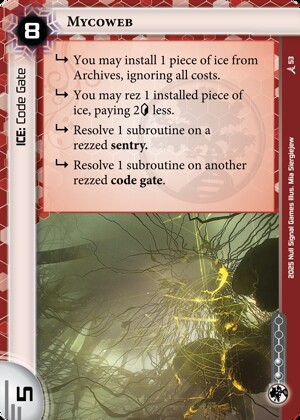 8
Mycoweb
ICE: Code Gate
↳ You may install 1 piece of ice from
Archives, ignoring all costs.
↳ You may rez 1 installed piece of
ice, paying 2 less.
↳ Resolve 1 subroutine on a
rezzed sentry.
↳ Resolve 1 subroutine on another
rezzed code gate.
53
2025 Null Signal Games Illus. Mia Siergiejew
5